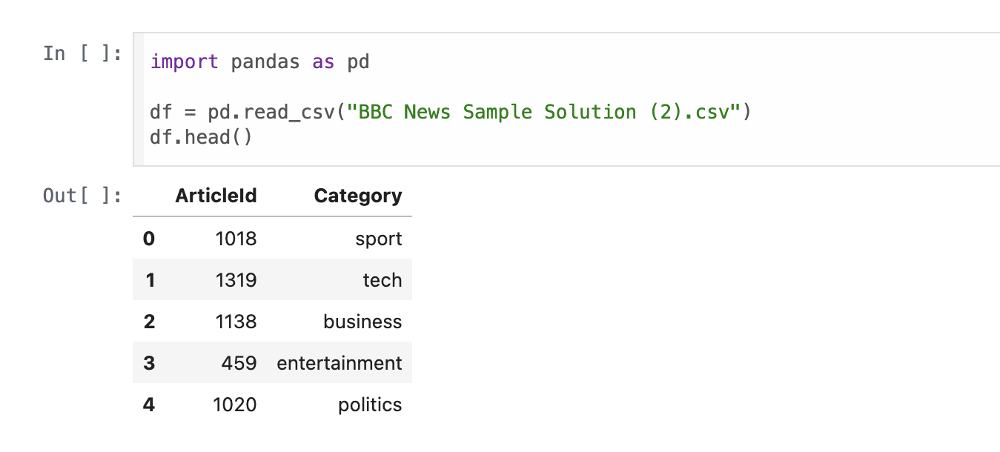 In [ ]:
import pandas as pd
df = pd.read_csv("BBC News Sample Solution (2).csv")
df.head()
Out[ ]:
ArticleId Category
0 1018 sport
1 1319 tech
2 1138 business
3 459 entertainment
4 1020 politics